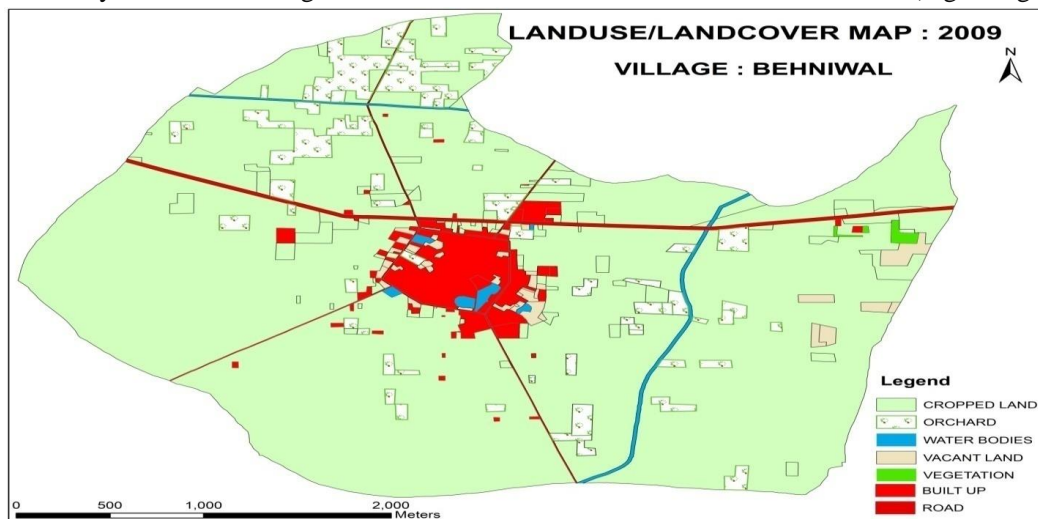 LANDUSE/LANDCOVER MAP : 2009
VILLAGE : BEHNIWAL
N
Legend
CROPPED LAND
ORCHARD
WATER BODIES
VACANT LAND
VEGETATION
BUILT UP
ROAD
0 500 1,000 2,000
Meters